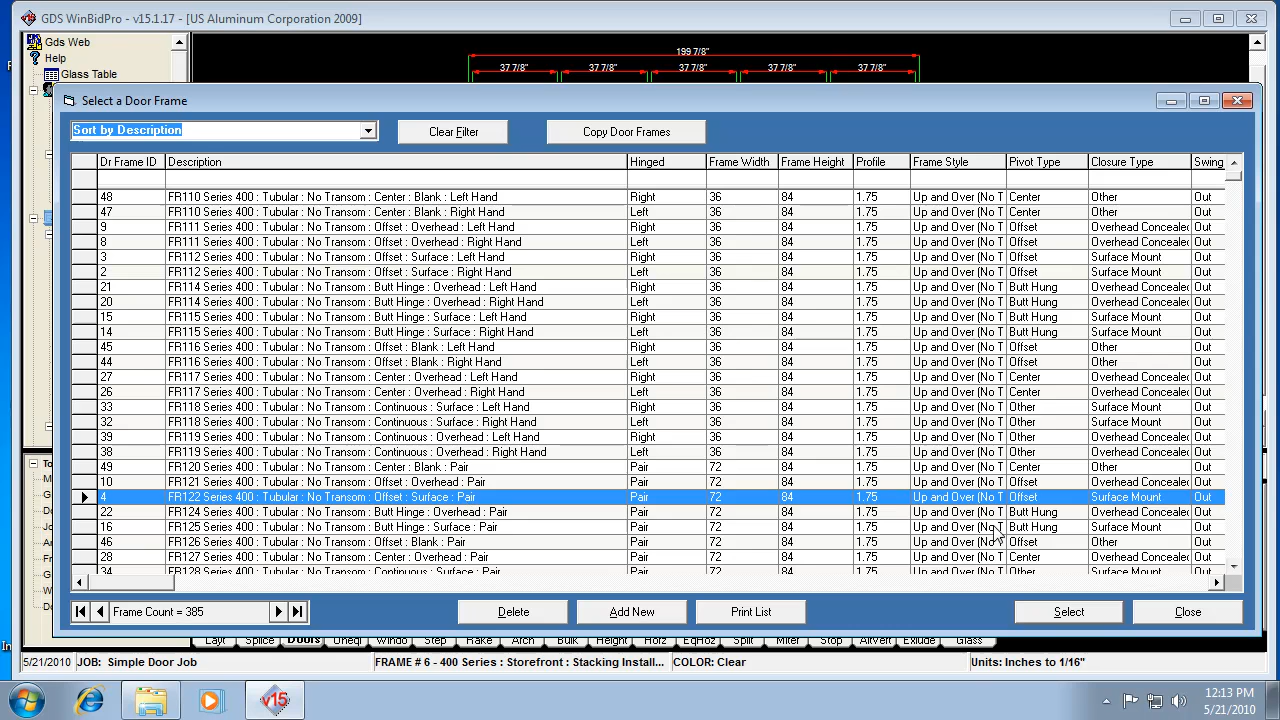 GDS WinBidPro - v15.1.17 - [US Aluminum Corporation 2009]
Gds Web
Help
Glass Table
199 7/8"
37 7/8" 37 7/8" 37 7/8" 37 7/8" 37 7/8"
Select a Door Frame
Sort by Description Clear Filter Copy Door Frames
Dr Frame ID Description Hinged Frame Width Frame Height Profile Frame Style Pivot Type Closure Type Swing
48 FR110 Series 400 : Tubular : No Transom : Center : Blank : Left Hand Right 36 84 1.75 Up and Over (No T Center Other Out
47 FR110 Series 400 : Tubular : No Transom : Center : Blank : Right Hand Left 36 84 1.75 Up and Over (No T Center Other Out
9 FR111 Series 400 : Tubular : No Transom : Offset : Overhead : Left Hand Right 36 84 1.75 Up and Over (No T Offset Overhead Concealed Out
8 FR111 Series 400 : Tubular : No Transom : Offset : Overhead : Right Hand Left 36 84 1.75 Up and Over (No T Offset Overhead Concealed Out
3 FR112 Series 400 : Tubular : No Transom : Offset : Surface : Left Hand Right 36 84 1.75 Up and Over (No T Offset Surface Mount Out
2 FR112 Series 400 : Tubular : No Transom : Offset : Surface : Right Hand Left 36 84 1.75 Up and Over (No T Offset Surface Mount Out
21 FR114 Series 400 : Tubular : No Transom : Butt Hinge : Overhead : Left Hand Right 36 84 1.75 Up and Over (No T Butt Hung Overhead Concealed Out
20 FR114 Series 400 : Tubular : No Transom : Butt Hinge : Overhead : Right Hand Left 36 84 1.75 Up and Over (No T Butt Hung Overhead Concealed Out
15 FR115 Series 400 : Tubular : No Transom : Butt Hinge : Surface : Left Hand Right 36 84 1.75 Up and Over (No T Butt Hung Surface Mount Out
14 FR115 Series 400 : Tubular : No Transom : Butt Hinge : Surface : Right Hand Left 36 84 1.75 Up and Over (No T Butt Hung Surface Mount Out
45 FR116 Series 400 : Tubular : No Transom : Offset : Blank : Left Hand Right 36 84 1.75 Up and Over (No T Offset Other Out
44 FR116 Series 400 : Tubular : No Transom : Offset : Blank : Right Hand Left 36 84 1.75 Up and Over (No T Offset Other Out
27 FR117 Series 400 : Tubular : No Transom : Center : Overhead : Left Hand Right 36 84 1.75 Up and Over (No T Center Overhead Concealed Out
26 FR117 Series 400 : Tubular : No Transom : Center : Overhead : Right Hand Left 36 84 1.75 Up and Over (No T Center Overhead Concealed Out
33 FR118 Series 400 : Tubular : No Transom : Continuous : Surface : Left Hand Right 36 84 1.75 Up and Over (No T Other Surface Mount Out
32 FR118 Series 400 : Tubular : No Transom : Continuous : Surface : Right Hand Left 36 84 1.75 Up and Over (No T Other Surface Mount Out
39 FR119 Series 400 : Tubular : No Transom : Continuous : Overhead : Left Hand Right 36 84 1.75 Up and Over (No T Other Overhead Concealed Out
38 FR119 Series 400 : Tubular : No Transom : Continuous : Overhead : Right Hand Left 36 84 1.75 Up and Over (No T Other Overhead Concealed Out
49 FR120 Series 400 : Tubular : No Transom : Center : Blank : Pair Pair 72 84 1.75 Up and Over (No T Center Other Out
10 FR121 Series 400 : Tubular : No Transom : Offset : Overhead : Pair Pair 72 84 1.75 Up and Over (No T Offset Overhead Concealed Out
4 FR122 Series 400 : Tubular : No Transom : Offset : Surface : Pair Pair 72 84 1.75 Up and Over (No T Offset Surface Mount Out
22 FR124 Series 400 : Tubular : No Transom : Butt Hinge : Overhead : Pair Pair 72 84 1.75 Up and Over (No T Butt Hung Overhead Concealed Out
16 FR125 Series 400 : Tubular : No Transom : Butt Hinge : Surface : Pair Pair 72 84 1.75 Up and Over (No T Butt Hung Surface Mount Out
46 FR126 Series 400 : Tubular : No Transom : Offset : Blank : Pair Pair 72 84 1.75 Up and Over (No T Offset Other Out
28 FR127 Series 400 : Tubular : No Transom : Center : Overhead : Pair Pair 72 84 1.75 Up and Over (No T Center Overhead Concealed Out
34 FR128 Series 400 : Tubular : No Transom : Continuous : Surface : Pair Pair 72 84 1.75 Up and Over (No T Other Surface Mount Out
Frame Count = 385 Delete Add New Print List Select Close
Layt Splice Doors Uneql Windo Step Rake Arch Bulk Height Horz EqHoz Split Miter Stop AltVert ExIude Glass
5/21/2010 JOB: Simple Door Job FRAME # 6 - 400 Series : Storefront : Stacking Install... COLOR: Clear Units: Inches to 1/16"
v15
12:13 PM
5/21/2010